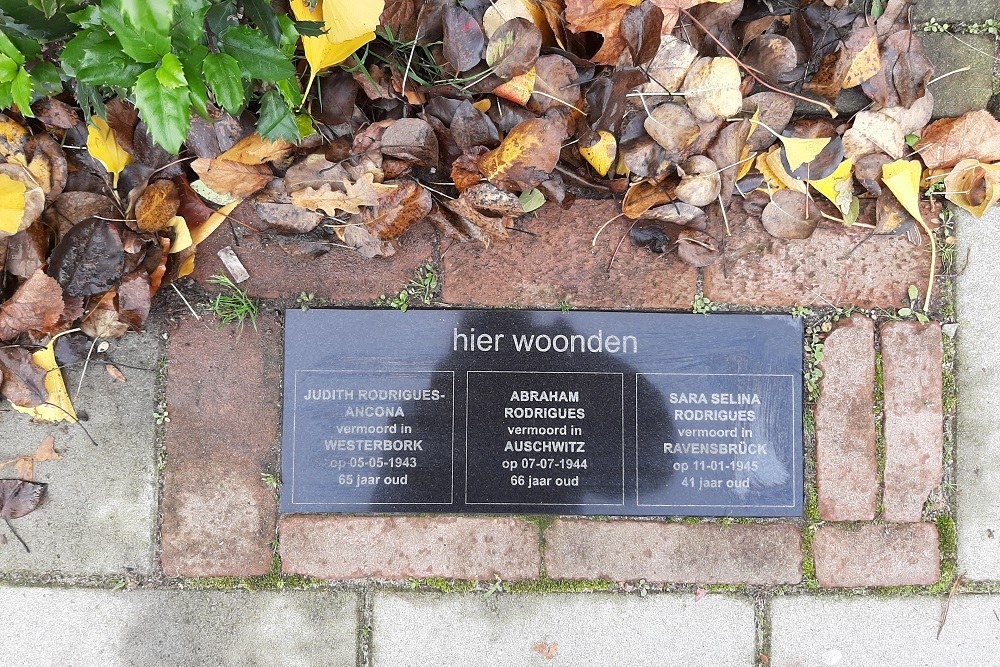 hier woonden
JUDITH RODRIGUES-
ANCONA
vermoord in
WESTERBORK
op 05-05-1943
65 jaar oud
ABRAHAM
RODRIGUES
vermoord in
AUSCHWITZ
op 07-07-1944
66 jaar oud
SARA SELINA
RODRIGUES
vermoord in
RAVENSBRÜCK
op 11-01-1945
41 jaar oud